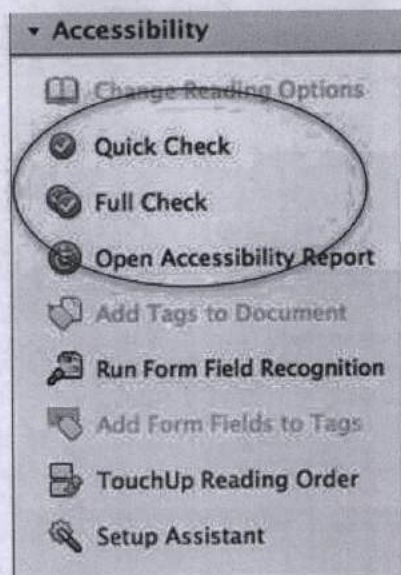 Accessibility
Change Reading Options
Quick Check
Full Check
Open Accessibility Report
Add Tags to Document
Run Form Field Recognition
Add Form Fields to Tags
TouchUp Reading Order
Setup Assistant